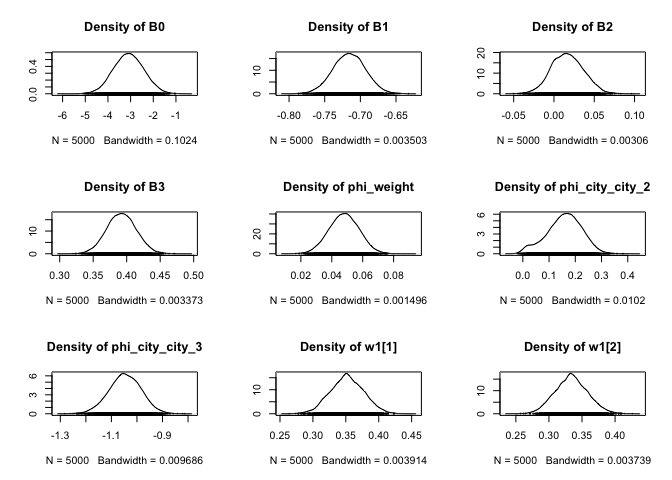 Density of B0 Density of B1 Density of B2
0.0 0.4 0 10 0 10 20
-6 -5 -4 -3 -2 -1 -0.80 -0.75 -0.70 -0.65 -0.05 0.00 0.05 0.10
N = 5000 Bandwidth = 0.1024 N = 5000 Bandwidth = 0.003503 N = 5000 Bandwidth = 0.00306
Density of B3 Density of phi_weight Density of phi_city_city_2
0 10 0 20 0 3 6
0.30 0.35 0.40 0.45 0.50 0.02 0.04 0.06 0.08 0.0 0.1 0.2 0.3 0.4
N = 5000 Bandwidth = 0.003373 N = 5000 Bandwidth = 0.001496 N = 5000 Bandwidth = 0.0102
Density of phi_city_city_3 Density of w1[1] Density of w1[2]
0 3 6 0 10 0 10
-1.3 -1.1 -0.9 0.25 0.30 0.35 0.40 0.45 0.25 0.30 0.35 0.40
N = 5000 Bandwidth = 0.009686 N = 5000 Bandwidth = 0.003914 N = 5000 Bandwidth = 0.003739